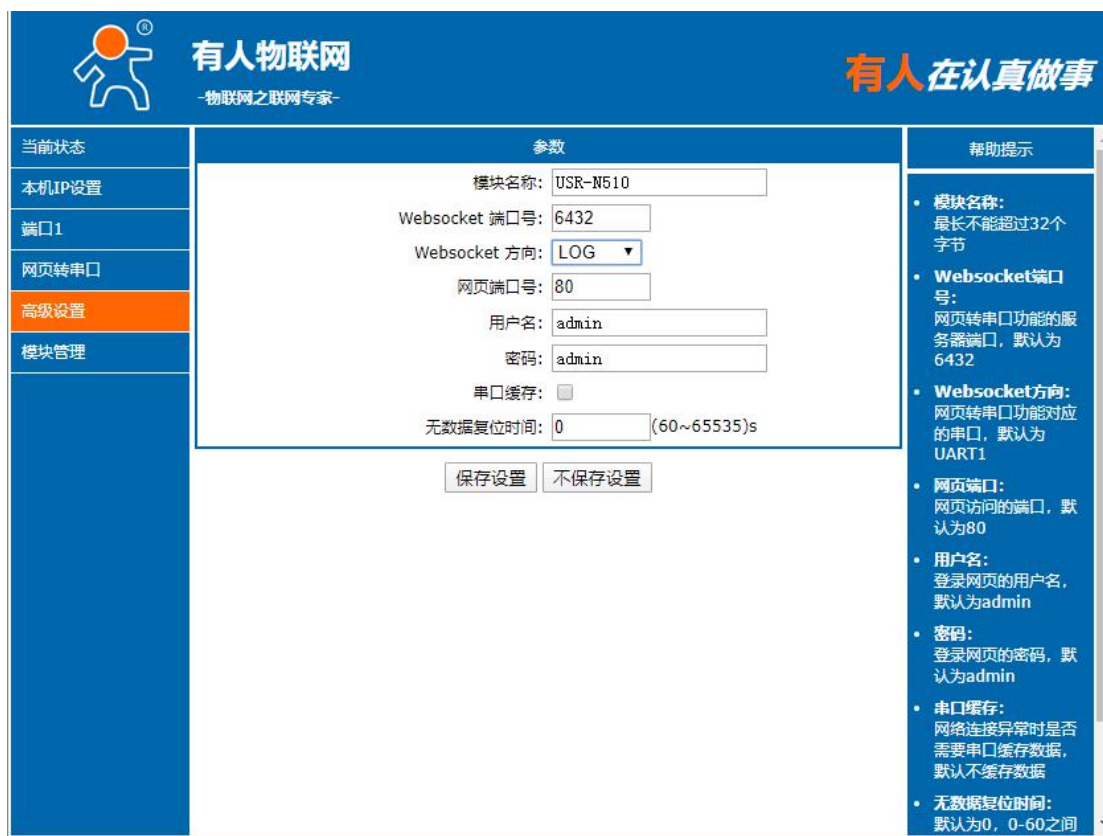 ®
有人物联网
-物联网之联网专家-
有人在认真做事
当前状态
本机IP设置
端口1
网页转串口
高级设置
模块管理
参数
模块名称: USR-N510
Websocket 端口号: 6432
Websocket 方向: LOG
网页端口号: 80
用户名: admin
密码: admin
串口缓存:
无数据复位时间: 0 (60~65535)s
保存设置 不保存设置
帮助提示
• 模块名称:
最长不能超过32个
字节
• Websocket端口
号:
网页转串口功能的服
务器端口，默认为
6432
• Websocket方向:
网页转串口功能对应
的串口，默认为
UART1
• 网页端口:
网页访问的端口，默
认为80
• 用户名:
登录网页的用户名，
默认为admin
• 密码:
登录网页的密码，默
认为admin
• 串口缓存:
网络连接异常时是否
需要串口缓存数据，
默认不缓存数据
• 无数据复位时间:
默认为0，0-60之间